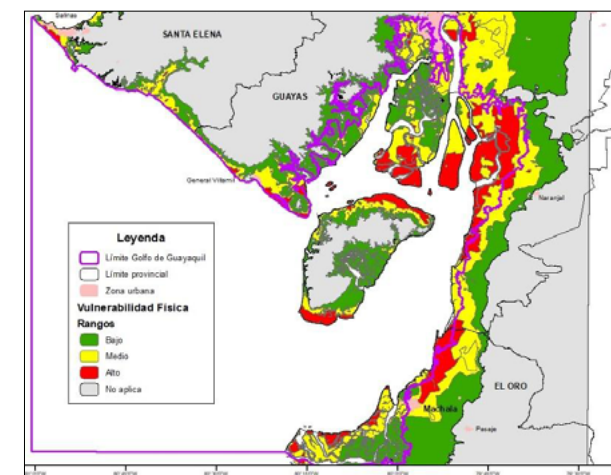 Salinas
SANTA ELENA
GUAYAS
General Villamil
Naranjal
Leyenda
Límite Golfo de Guayaquil
Límite provincial
Zona urbana
Vulnerabilidad Física
Rangos
Bajo
Medio
Alto
No aplica
EL ORO
Machala
Pasaje